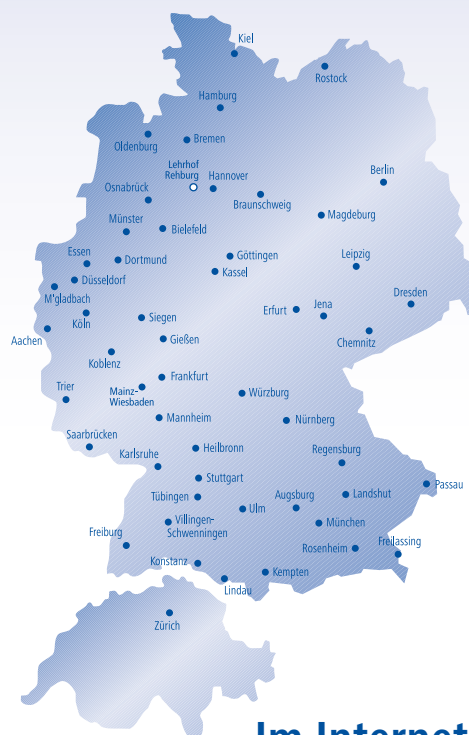 Kiel
Rostock
Hamburg
Oldenburg
Bremen
Lehrhof
Rehburg
Hannover
Berlin
Osnabrück
Braunschweig
Magdeburg
Münster
Bielefeld
Essen
Dortmund
Göttingen
Leipzig
Kassel
Düsseldorf
M'gladbach
Dresden
Erfurt
Jena
Köln
Siegen
Aachen
Gießen
Chemnitz
Koblenz
Frankfurt
Trier
Mainz-
Wiesbaden
Würzburg
Mannheim
Nürnberg
Saarbrücken
Heilbronn
Regensburg
Karlsruhe
Stuttgart
Passau
Tübingen
Augsburg
Landshut
Ulm
Villingen-
Schwenningen
München
Freiburg
Rosenheim
Freilassing
Konstanz
Kempten
Lindau
Zürich
Im Internet